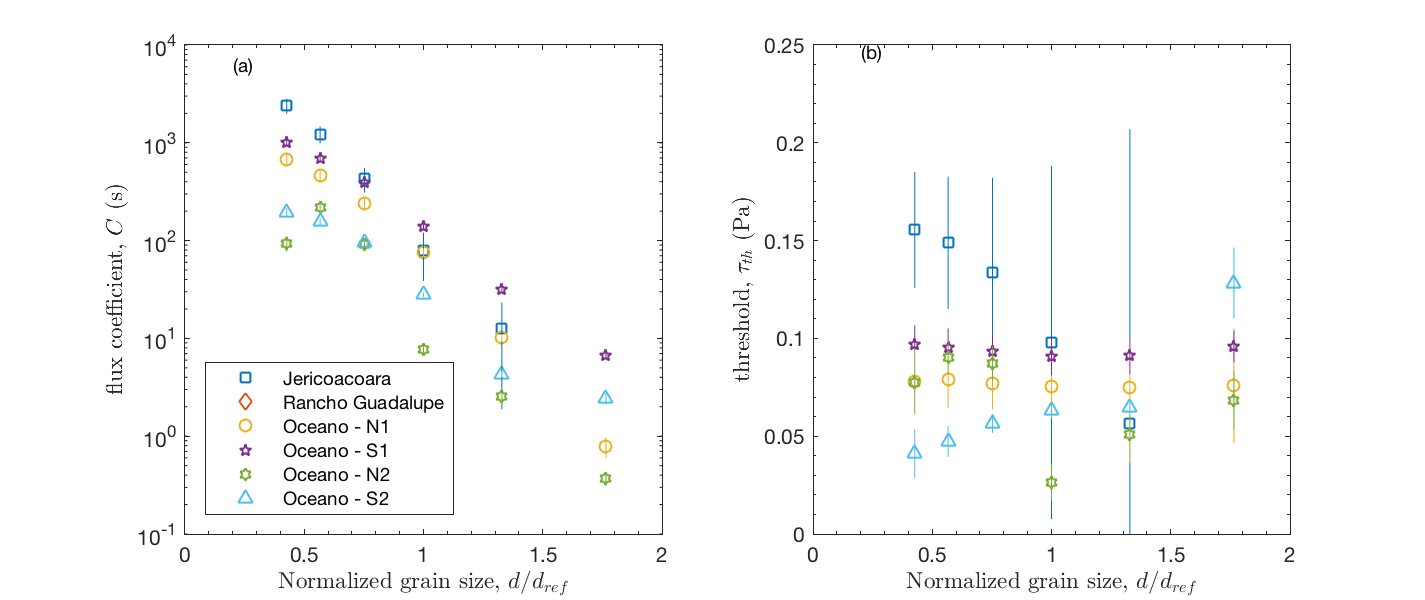 (a)
10^4
10^3
10^2
10^1
10^0
10^-1
flux coefficient, C (s)
Jericoacoara
Rancho Guadalupe
Oceano - N1
Oceano - S1
Oceano - N2
Oceano - S2
0 0.5 1 1.5 2
Normalized grain size, d/d_ref
(b)
0.25
0.2
0.15
0.1
0.05
0
threshold, τ_th (Pa)
0 0.5 1 1.5 2
Normalized grain size, d/d_ref